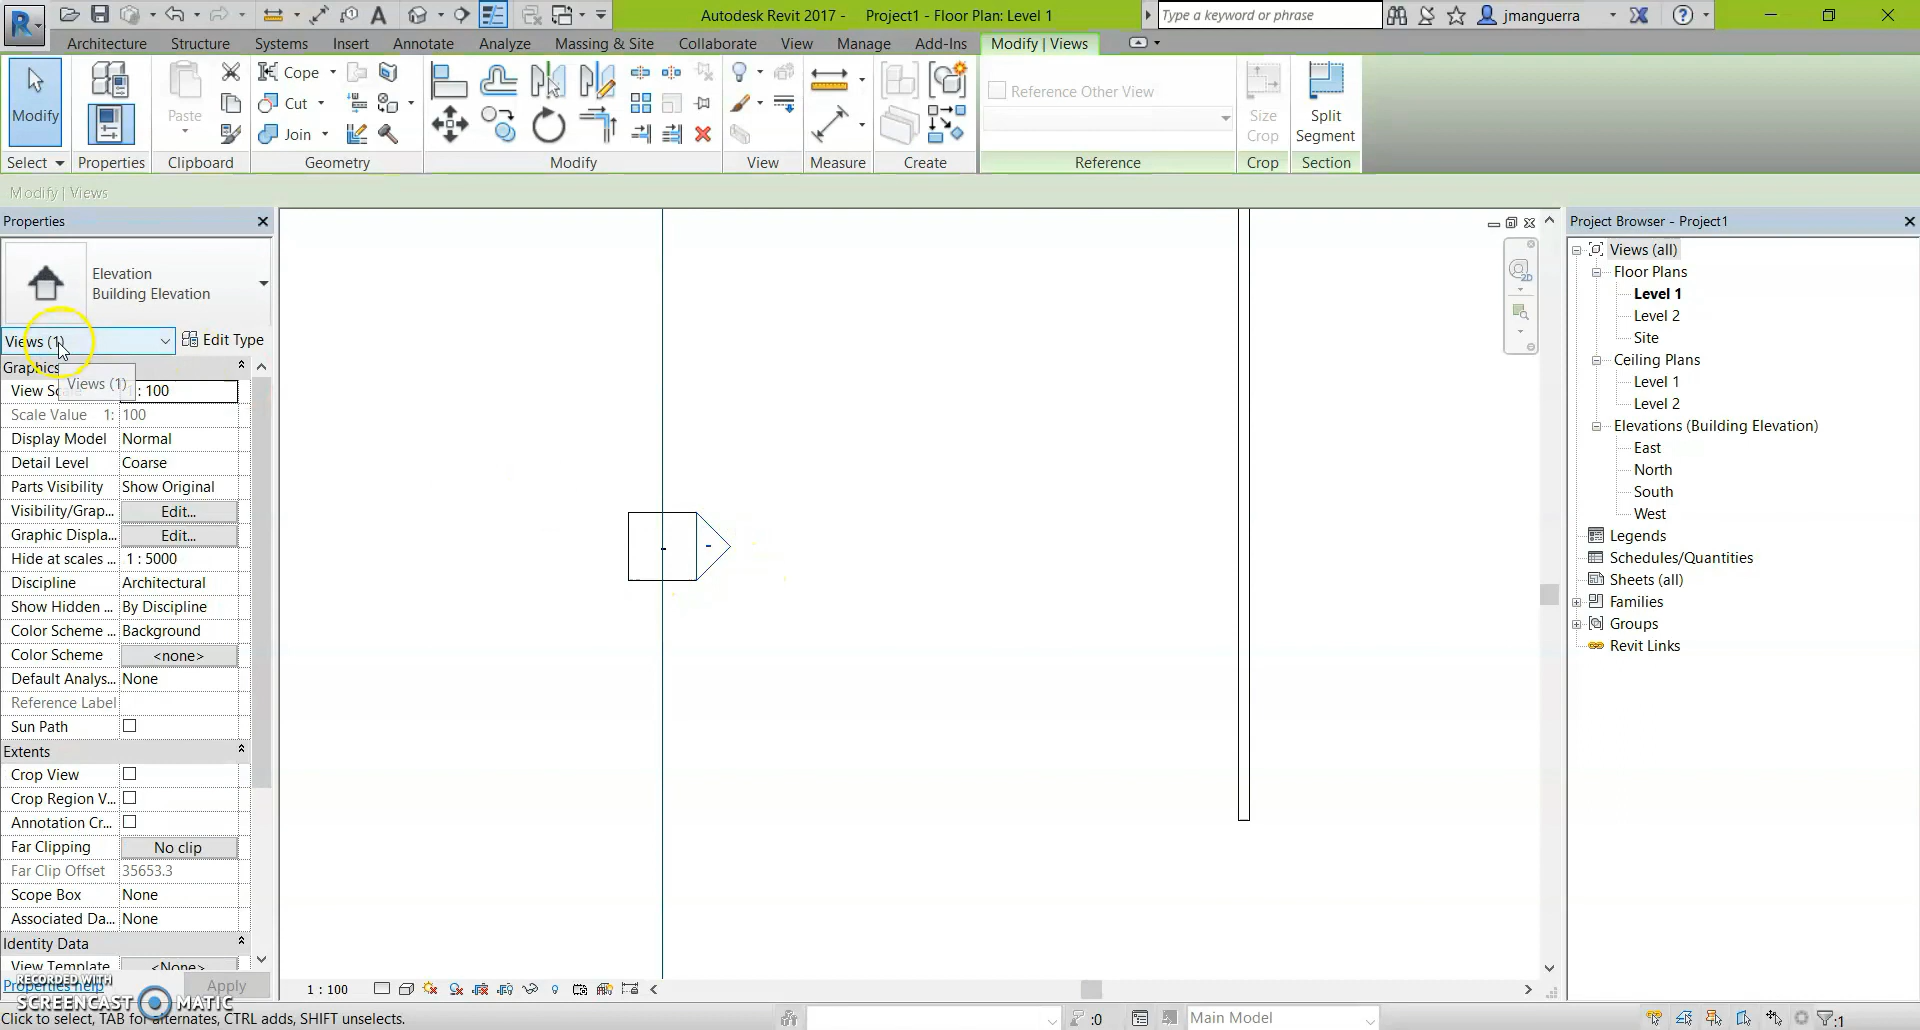 Autodesk Revit 2017 - Project1 - Floor Plan: Level 1
Type a keyword or phrase
jmanguerra
Architecture Structure Systems Insert Annotate Analyze Massing & Site Collaborate View Manage Add-Ins Modify | Views
Modify
Paste
Cope
Cut
Join
Reference Other View
Size Crop
Split Segment
Select Properties Clipboard Geometry Modify View Measure Create Reference Crop Section
Modify | Views
Properties
Elevation
Building Elevation
Views (1) Edit Type
Graphics
Views (1)
View Sc : 100
Scale Value 1: 100
Display Model Normal
Detail Level Coarse
Parts Visibility Show Original
Visibility/Grap... Edit...
Graphic Displa... Edit...
Hide at scales ... 1 : 5000
Discipline Architectural
Show Hidden ... By Discipline
Color Scheme ... Background
Color Scheme <none>
Default Analys... None
Reference Label
Sun Path
Extents
Crop View
Crop Region V...
Annotation Cr...
Far Clipping No clip
Far Clip Offset 35653.3
Scope Box None
Associated Da... None
Identity Data
View Template <None>
Properties help Apply
RECORDED WITH
SCREENCAST MATIC
1 : 100
Project Browser - Project1
Views (all)
Floor Plans
Level 1
Level 2
Site
Ceiling Plans
Level 1
Level 2
Elevations (Building Elevation)
East
North
South
West
Legends
Schedules/Quantities
Sheets (all)
Families
Groups
Revit Links
2D
Click to select, TAB for alternates, CTRL adds, SHIFT unselects.
:0
Main Model
:1